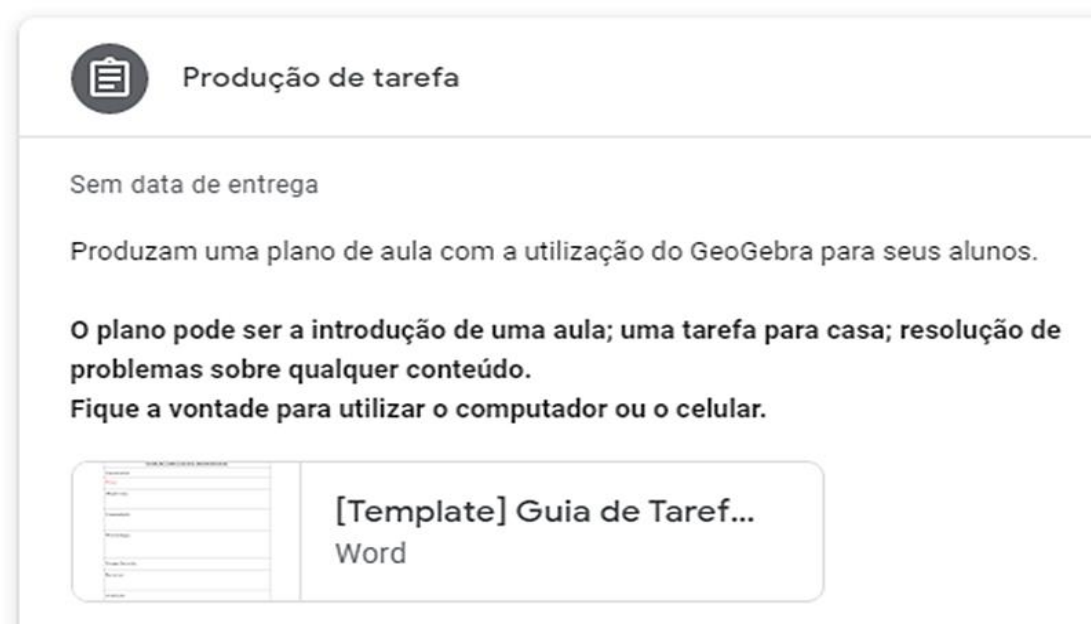 Produção de tarefa
Sem data de entrega
Produzam uma plano de aula com a utilização do GeoGebra para seus alunos.
O plano pode ser a introdução de uma aula; uma tarefa para casa; resolução de
problemas sobre qualquer conteúdo.
Fique a vontade para utilizar o computador ou o celular.
[Template] Guia de Taref...
Word